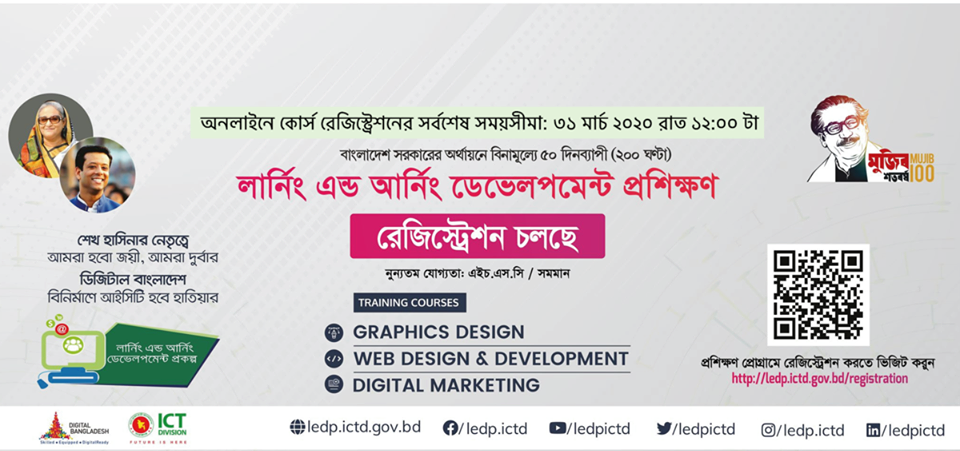 অনলাইনে কোর্স রেজিস্ট্রেশনের সর্বশেষ সময়সীমা: ৩১ মার্চ ২০২০ রাত ১২:০০ টা
বাংলাদেশ সরকারের অর্থায়নে বিনামূল্যে ৫০ দিনব্যাপী (২০০ ঘণ্টা)
লার্নিং এন্ড আর্নিং ডেভেলপমেন্ট প্রশিক্ষণ
রেজিস্ট্রেশন চলছে
নুন্যতম যোগ্যতা: এইচ.এস.সি / সমমান
মুজিব
শতবর্ষ
MUJIB
100
শেখ হাসিনার নেতৃত্বে
আমরা হবো জয়ী, আমরা দুর্বার
ডিজিটাল বাংলাদেশ
বিনির্মাণে আইসিটি হবে হাতিয়ার
লার্নিং এন্ড আর্নিং
ডেভেলপমেন্ট প্রকল্প
TRAINING COURSES
GRAPHICS DESIGN
WEB DESIGN & DEVELOPMENT
DIGITAL MARKETING
প্রশিক্ষণ প্রোগ্রামে রেজিস্ট্রেশন করতে ভিজিট করুন
http://ledp.ictd.gov.bd/registration
DIGITAL
BANGLADESH
Skilled • Equipped • DigitalReady
ICT
DIVISION
FUTURE IS HERE
ledp.ictd.gov.bd
/ledp.ictd
/ledpictd
/ledpictd
/ledp.ictd
/ledpictd